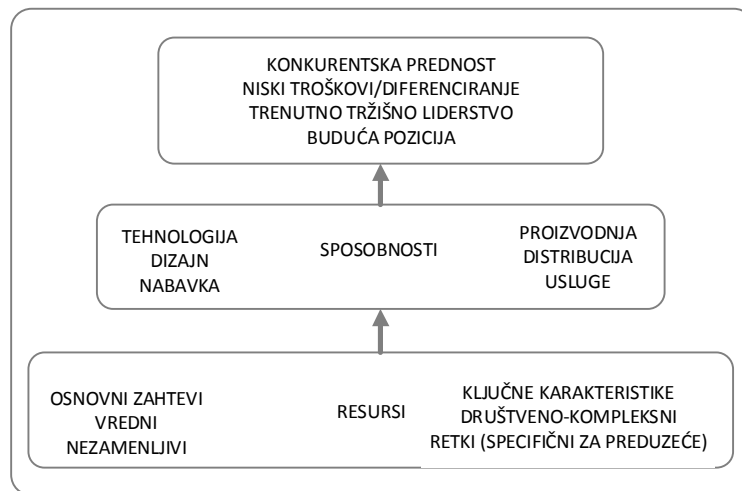 KONKURENTSKA PREDNOST
NISKI TROŠKOVI/DIFERENCIRANJE
TRENUTNO TRŽIŠNO LIDERSTVO
BUDUĆA POZICIJA
TEHNOLOGIJA
DIZAJN
NABAVKA
SPOSOBNOSTI
PROIZVODNJA
DISTRIBUCIJA
USLUGE
OSNOVNI ZAHTEVI
VREDNI
NEZAMENLJIVI
RESURSI
KLJUČNE KARAKTERISTIKE
DRUŠTVENO-KOMPLEKSNI
RETKI (SPECIFIČNI ZA PREDUZEĆE)